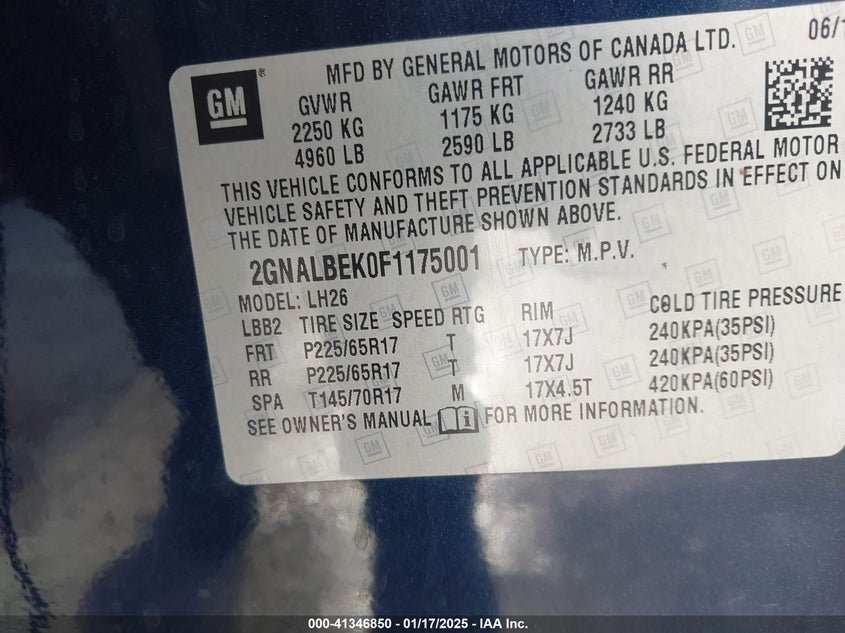 06/1
GM
MFD BY GENERAL MOTORS OF CANADA LTD.
GVWR GAWR FRT GAWR RR
2250 KG 1175 KG 1240 KG
4960 LB 2590 LB 2733 LB
THIS VEHICLE CONFORMS TO ALL APPLICABLE U.S. FEDERAL MOTOR
VEHICLE SAFETY AND THEFT PREVENTION STANDARDS IN EFFECT ON
THE DATE OF MANUFACTURE SHOWN ABOVE.
2GNALBEK0F1175001 TYPE: M.P.V.
MODEL: LH26
LBB2 TIRE SIZE SPEED RTG RIM COLD TIRE PRESSURE
FRT P225/65R17 T 17X7J 240KPA(35PSI)
RR P225/65R17 T 17X7J 240KPA(35PSI)
SPA T145/70R17 M 17X4.5T 420KPA(60PSI)
SEE OWNER'S MANUAL FOR MORE INFORMATION.
000-41346850 - 01/17/2025 - IAAI Inc.